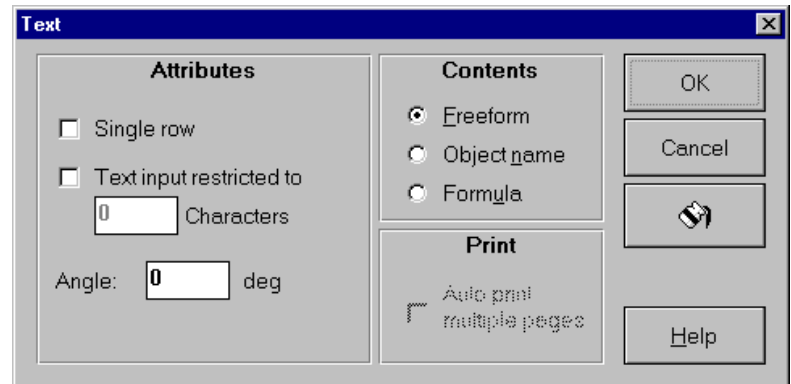 Text
Attributes
Single row
Text input restricted to
0 Characters
Angle: 0 deg
Contents
Freeform
Object name
Formula
Print
Auto print
multiple pages
OK
Cancel
Help